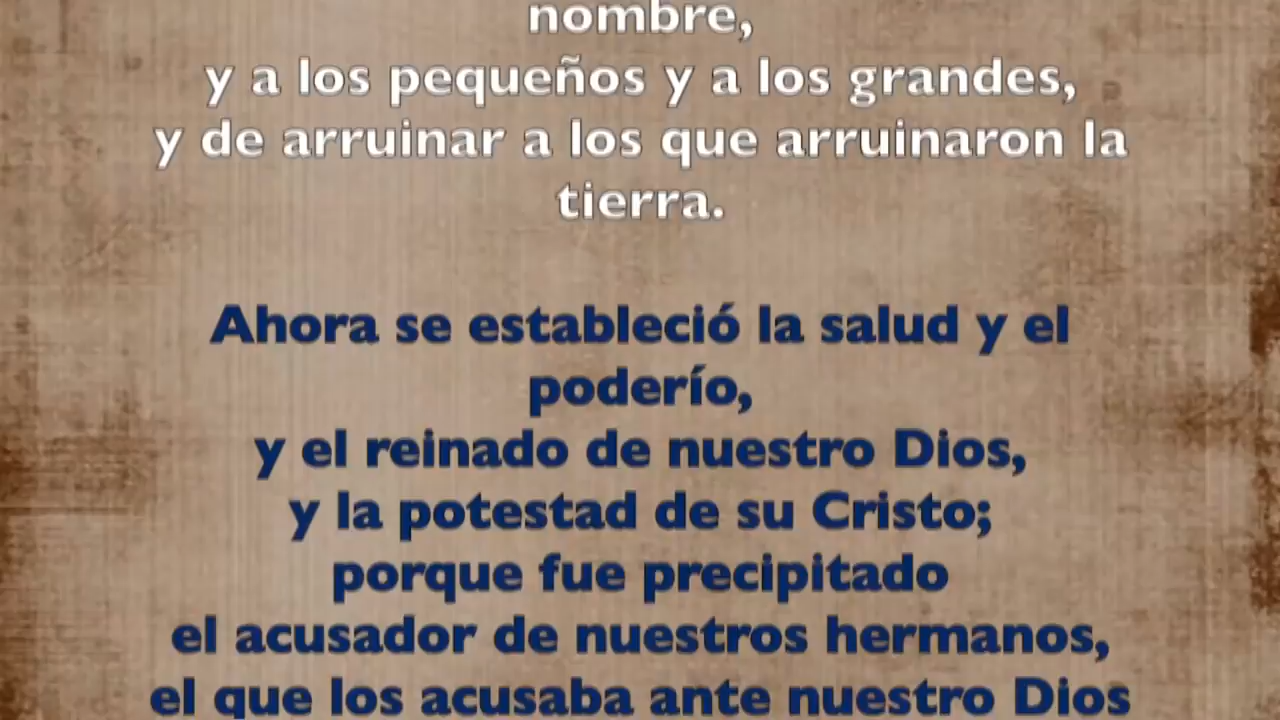 nombre,
y a los pequeños y a los grandes,
y de arruinar a los que arruinaron la
tierra.
Ahora se estableció la salud y el
poderío,
y el reinado de nuestro Dios,
y la potestad de su Cristo;
porque fue precipitado
el acusador de nuestros hermanos,
el que los acusaba ante nuestro Dios